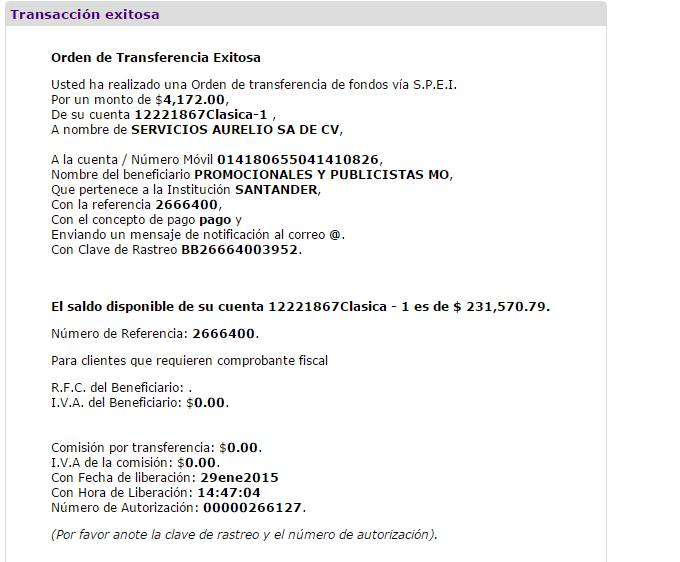 Transacción exitosa
Orden de Transferencia Exitosa
Usted ha realizado una Orden de transferencia de fondos vía S.P.E.I.
Por un monto de $4,172.00,
De su cuenta 12221867Clasica-1 ,
A nombre de SERVICIOS AURELIO SA DE CV,
A la cuenta / Número Móvil 014180655041410826,
Nombre del beneficiario PROMOCIONALES Y PUBLICISTAS MO,
Que pertenece a la Institución SANTANDER,
Con la referencia 2666400,
Con el concepto de pago pago y
Enviando un mensaje de notificación al correo @.
Con Clave de Rastreo BB26664003952.
El saldo disponible de su cuenta 12221867Clasica - 1 es de $ 231,570.79.
Número de Referencia: 2666400.
Para clientes que requieren comprobante fiscal
R.F.C. del Beneficiario: .
I.V.A. del Beneficiario: $0.00.
Comisión por transferencia: $0.00.
I.V.A de la comisión: $0.00.
Con Fecha de liberación: 29ene2015
Con Hora de Liberación: 14:47:04
Número de Autorización: 00000266127.
(Por favor anote la clave de rastreo y el número de autorización).